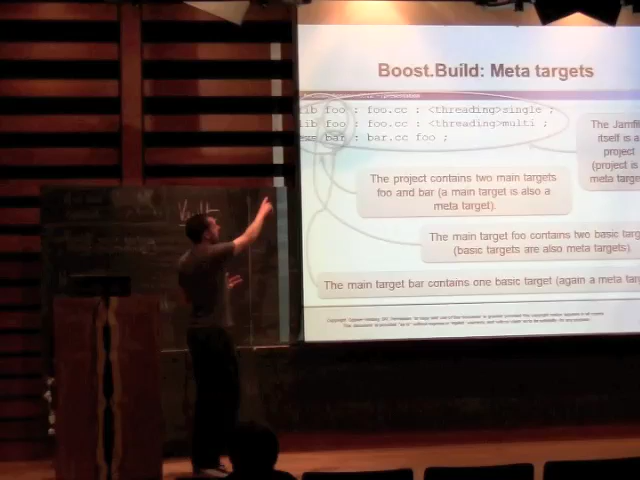 Boost.Build: Meta targets
lib foo : foo.cc : <threading>single ;
lib foo : foo.cc : <threading>multi ;
bar : bar.cc foo ;
The Jamfil
itself is a
project
(project is
meta targe
The project contains two main targets
foo and bar (a main target is also a
meta target).
The main target foo contains two basic targ
(basic targets are also meta targets)
The main target bar contains one basic target (again a meta tar